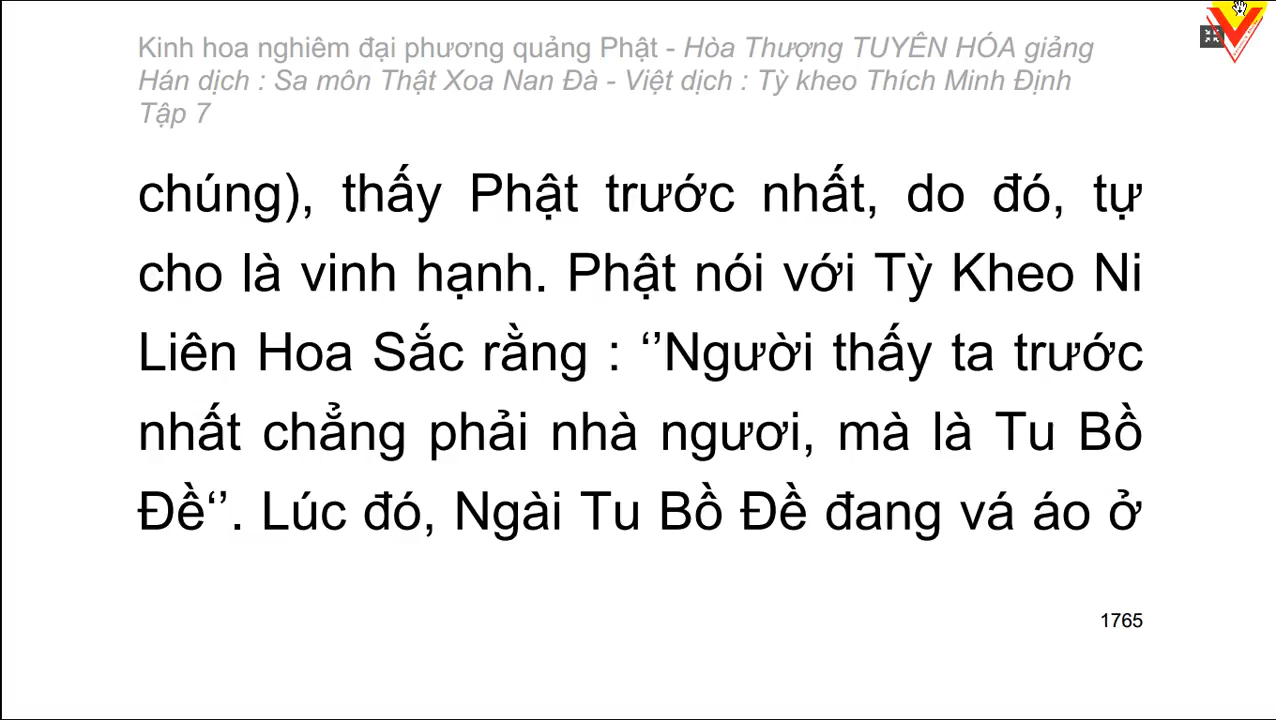 Kinh hoa nghiêm đại phương quảng Phật - Hòa Thượng TUYÊN HÓA giảng
Hán dịch : Sa môn Thật Xoa Nan Đà - Việt dịch : Tỳ kheo Thích Minh Định
Tập 7
chúng), thấy Phật trước nhất, do đó, tự
cho là vinh hạnh. Phật nói với Tỳ Kheo Ni
Liên Hoa Sắc rằng : ‘’Người thấy ta trước
nhất chẳng phải nhà ngươi, mà là Tu Bồ
Đề‘’. Lúc đó, Ngài Tu Bồ Đề đang vá áo ở
1765